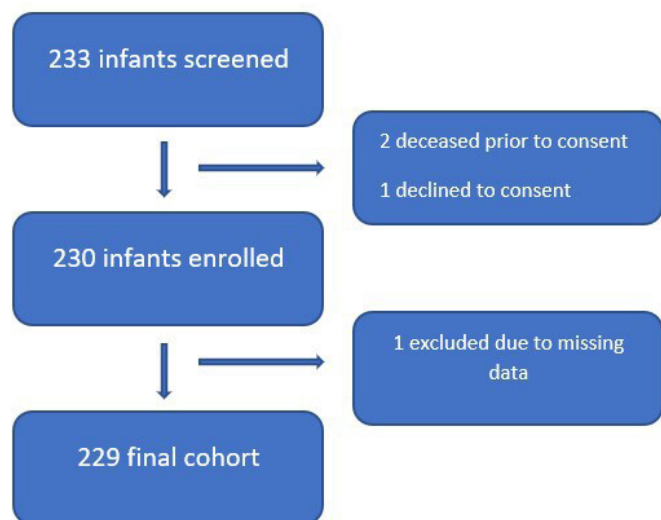 233 infants screened
2 deceased prior to consent
1 declined to consent
230 infants enrolled
1 excluded due to missing
data
229 final cohort